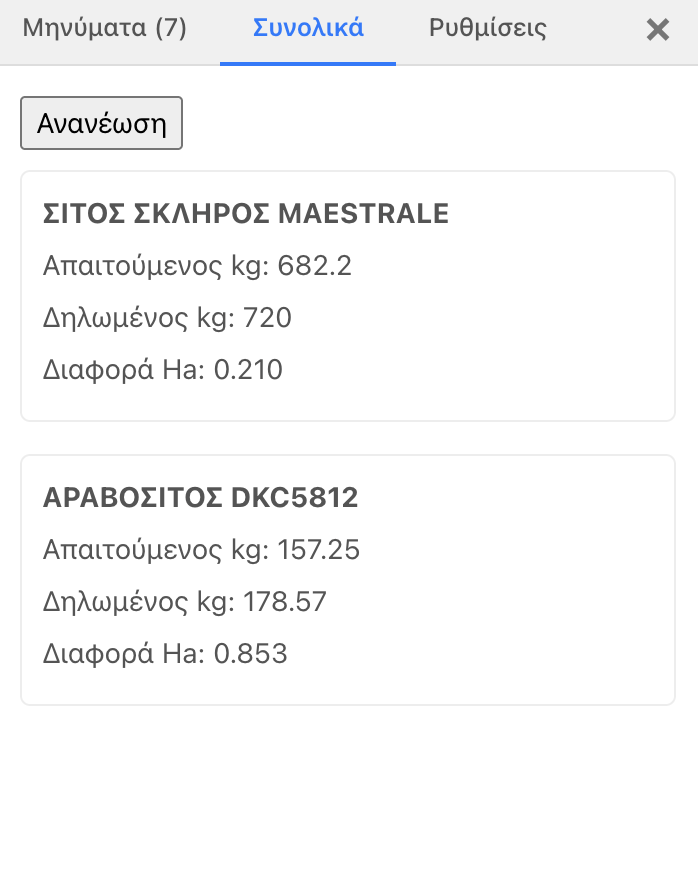 Μηνύματα (7) Συνολικά Ρυθμίσεις ×
Ανανέωση
ΣΙΤΟΣ ΣΚΛΗΡΟΣ MAESTRALE
Απαιτούμενος kg: 682.2
Δηλωμένος kg: 720
Διαφορά Ha: 0.210
ΑΡΑΒΟΣΙΤΟΣ DKC5812
Απαιτούμενος kg: 157.25
Δηλωμένος kg: 178.57
Διαφορά Ha: 0.853